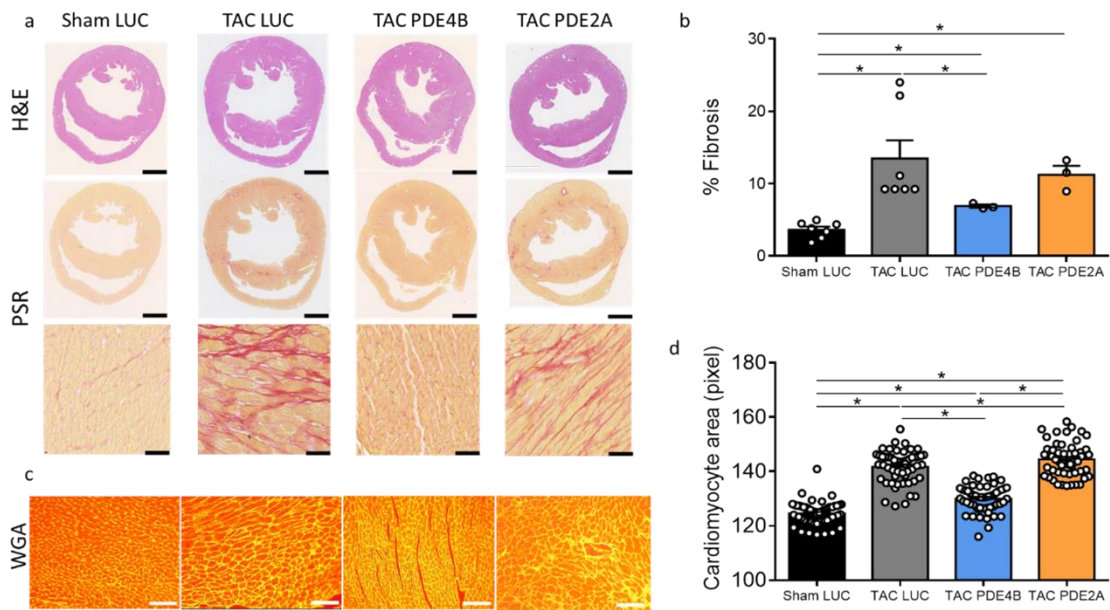 a
Sham LUC
TAC LUC
TAC PDE4B
TAC PDE2A
H&E
PSR
c
WGA
b
% Fibrosis
30
20
10
0
*
*
*
*
Sham LUC
TAC LUC
TAC PDE4B
TAC PDE2A
d
Cardiomyocyte area (pixel)
180
160
140
120
100
*
*
*
*
*
*
Sham LUC
TAC LUC
TAC PDE4B
TAC PDE2A